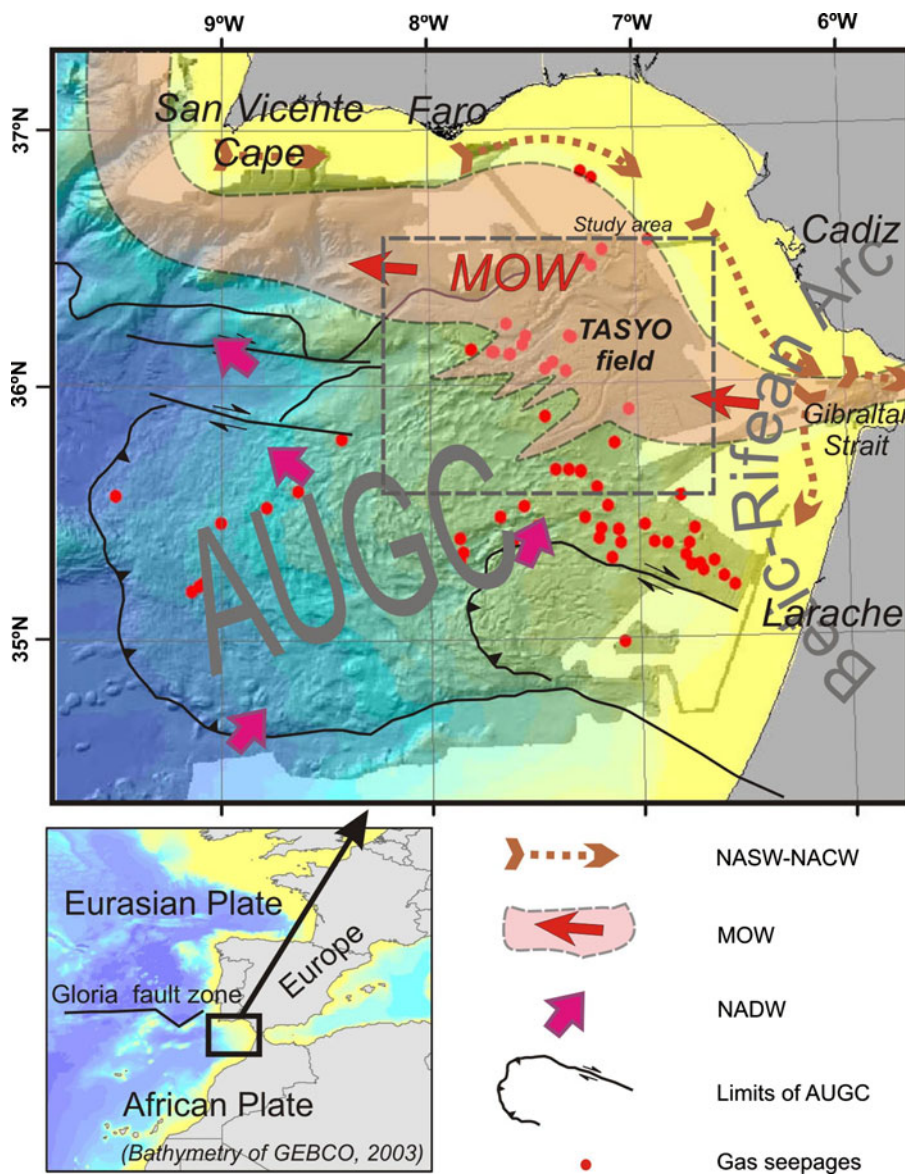 9ºW 8ºW 7ºW 6ºW
37ºN
36ºN
35ºN
San Vicente
Cape
Faro
Study area
Cadiz
MOW
TASYO
field
Gibraltar
Strait
AUGC
Betic-Rifean Arc
Larache
Eurasian Plate
Europe
Gloria fault zone
African Plate
(Bathymetry of GEBCO, 2003)
NASW-NACW
MOW
NADW
Limits of AUGC
Gas seepages